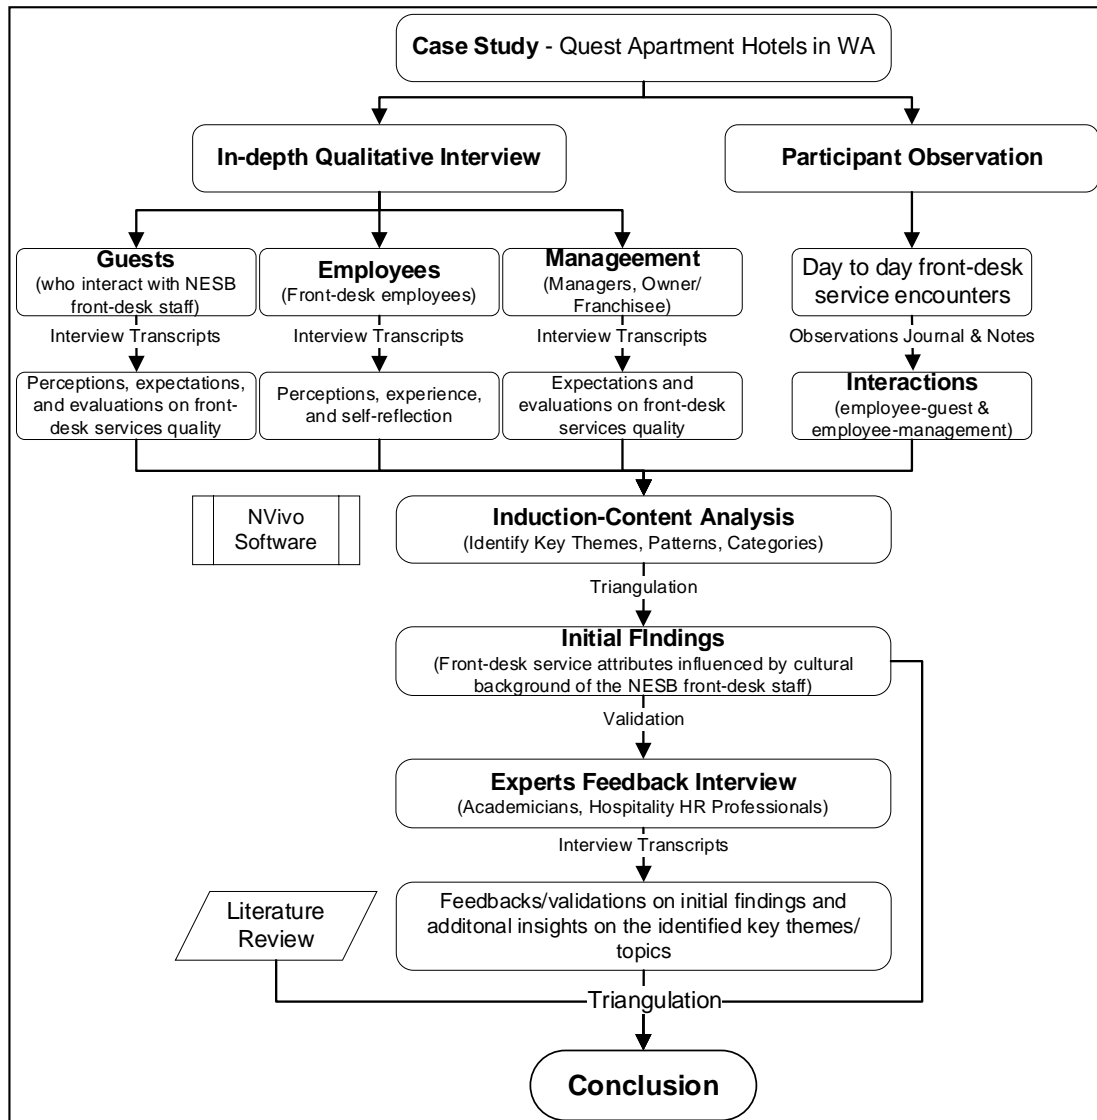 Case Study - Quest Apartment Hotels in WA
In-depth Qualitative Interview
Participant Observation
Guests
(who interact with NESB
front-desk staff)
Employees
(Front-desk employees)
Manageement
(Managers, Owner/
Franchisee)
Day to day front-desk
service encounters
Interview Transcripts
Interview Transcripts
Interview Transcripts
Observations Journal & Notes
Perceptions, expectations,
and evaluations on front-
desk services quality
Perceptions, experience,
and self-reflection
Expectations and
evaluations on front-desk
services quality
Interactions
(employee-guest &
employee-management)
NVivo
Software
Induction-Content Analysis
(Identify Key Themes, Patterns, Categories)
Triangulation
Initial FIndings
(Front-desk service attributes influenced by cultural
background of the NESB front-desk staff)
Validation
Experts Feedback Interview
(Academicians, Hospitality HR Professionals)
Interview Transcripts
Literature
Review
Feedbacks/validations on initial findings and
additonal insights on the identified key themes/
topics
Triangulation
Conclusion